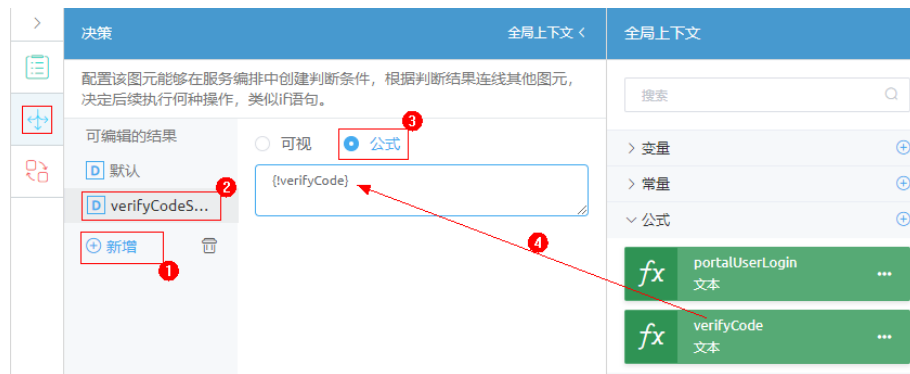 决策
全局上下文 <
全局上下文
配置该图元能够在服务编排中创建判断条件，根据判断结果连线其他图元，
决定后续执行何种操作，类似if语句。
搜索
可编辑的结果
3
可视
公式
> 变量
D 默认
{!verifyCode}
> 常量
2
D verifyCodeS...
公式
新增
4
1
fx
portalUserLogin
文本
...
fx
verifyCode
文本
...